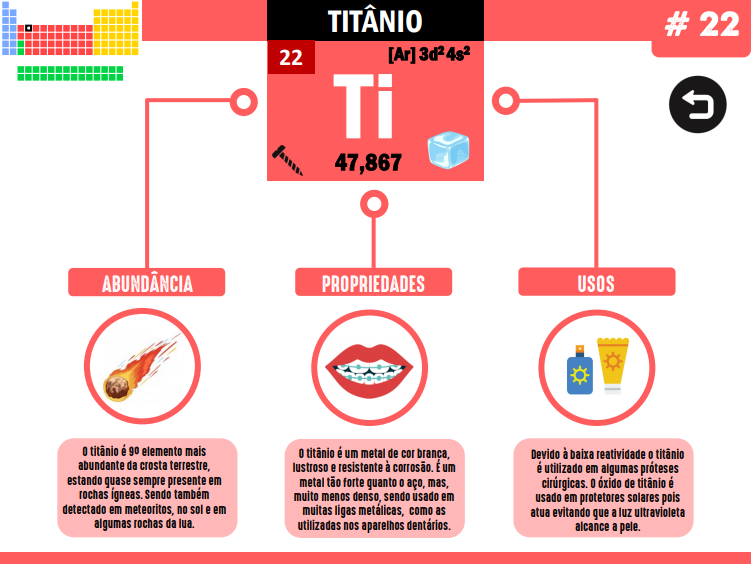 TITÂNIO
# 22
22
[Ar] 3d² 4s²
Ti
47,867
ABUNDÂNCIA
PROPRIEDADES
USOS
O titânio é 9º elemento mais
abundante da crosta terrestre,
estando quase sempre presente em
rochas ígneas. Sendo também
detectado em meteoritos, no sol e em
algumas rochas da lua.
O titânio é um metal de cor branca,
lustroso e resistente à corrosão. É um
metal tão forte quanto o aço, mas,
muito menos denso, sendo usado em
muitas ligas metálicas, como as
utilizadas nos aparelhos dentários.
Devido à baixa reatividade o titânio
é utilizado em algumas próteses
cirúrgicas. O óxido de titânio é
usado em protetores solares pois
atua evitando que a luz ultravioleta
alcance a pele.